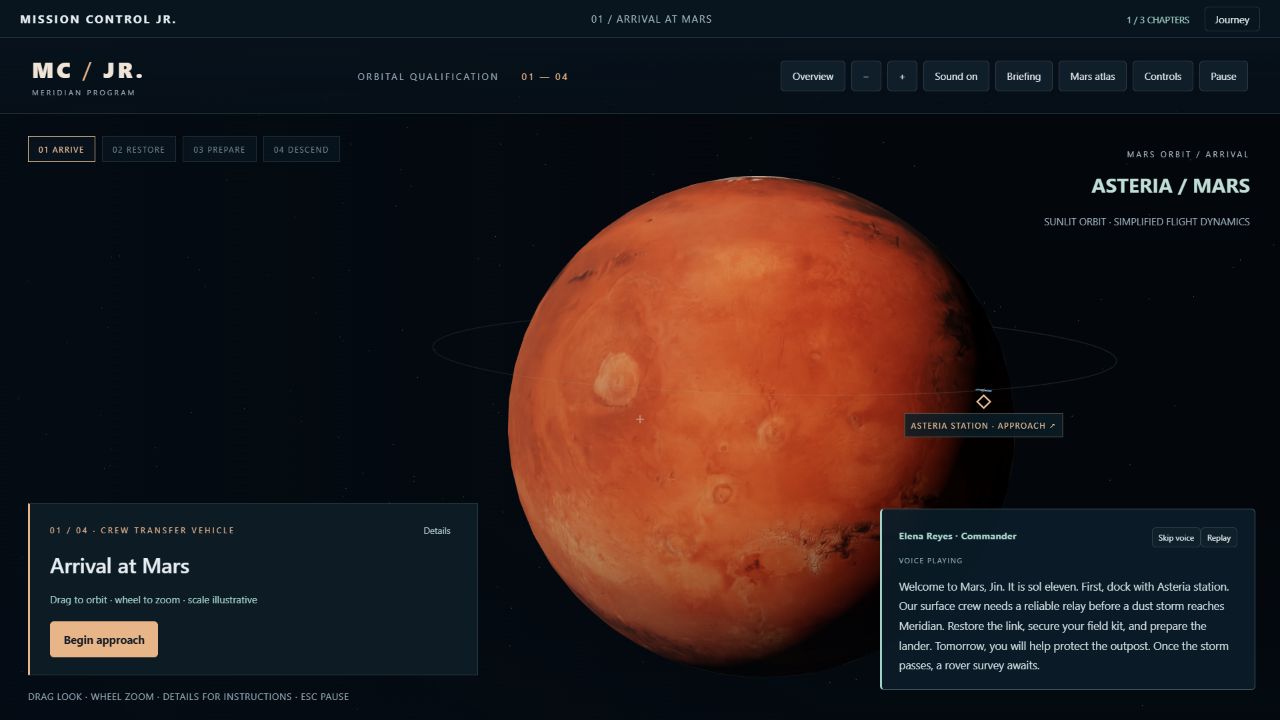 MISSION CONTROL JR.
01 / ARRIVAL AT MARS
1 / 3 CHAPTERS
Journey
MC / JR.
MERIDIAN PROGRAM
ORBITAL QUALIFICATION
01 — 04
Overview
−
+
Sound on
Briefing
Mars atlas
Controls
Pause
01 ARRIVE
02 RESTORE
03 PREPARE
04 DESCEND
MARS ORBIT / ARRIVAL
ASTERIA / MARS
SUNLIT ORBIT · SIMPLIFIED FLIGHT DYNAMICS
ASTERIA STATION · APPROACH ↗
01 / 04 · CREW TRANSFER VEHICLE
Details
Arrival at Mars
Drag to orbit · wheel to zoom · scale illustrative
Begin approach
Elena Reyes · Commander
Skip voice
Replay
VOICE PLAYING
Welcome to Mars, Jin. It is sol eleven. First, dock with Asteria station.
Our surface crew needs a reliable relay before a dust storm reaches
Meridian. Restore the link, secure your field kit, and prepare the
lander. Tomorrow, you will help protect the outpost. Once the storm
passes, a rover survey awaits.
DRAG LOOK · WHEEL ZOOM · DETAILS FOR INSTRUCTIONS · ESC PAUSE